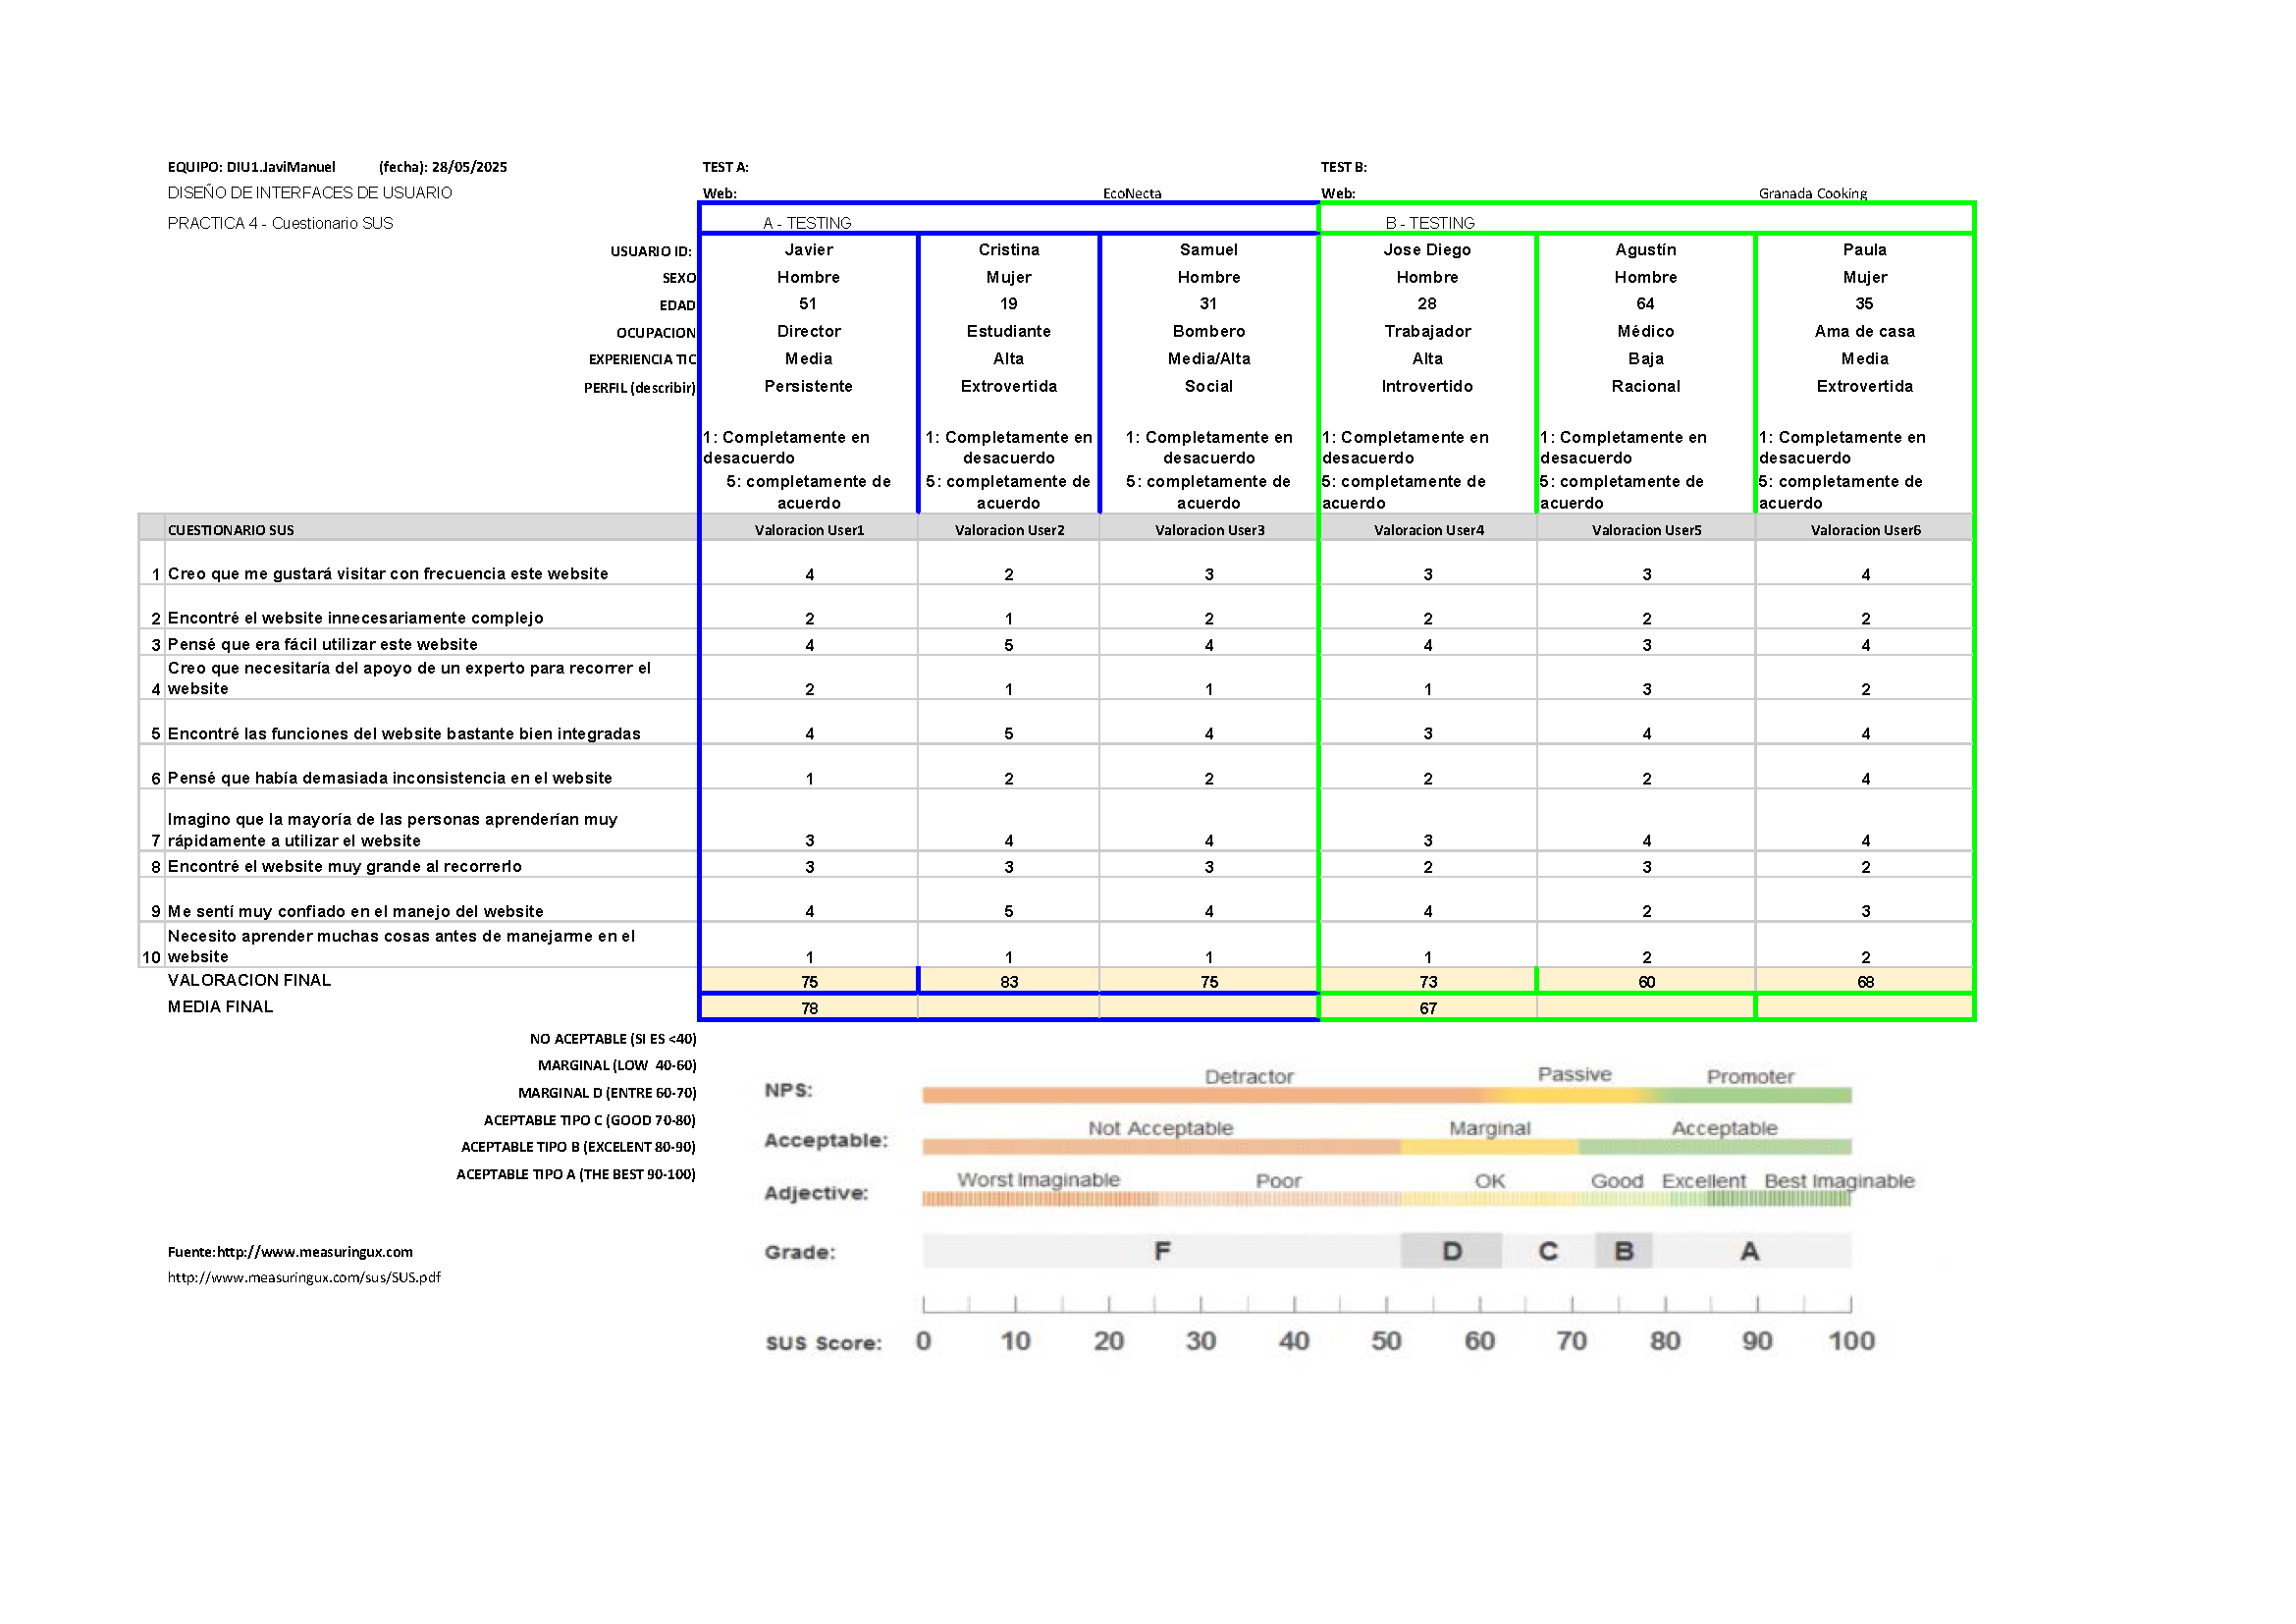 EQUIPO: DIU1.JaviManuel (fecha): 28/05/2025 TEST A: TEST B:
DISEÑO DE INTERFACES DE USUARIO Web: EcoNecta Web: Granada Cooking
PRACTICA 4 - Cuestionario SUS A - TESTING B - TESTING
USUARIO ID: Javier Cristina Samuel Jose Diego Agustín Paula
SEXO Hombre Mujer Hombre Hombre Hombre Mujer
EDAD 51 19 31 28 64 35
OCUPACION Director Estudiante Bombero Trabajador Médico Ama de casa
EXPERIENCIA TIC Media Alta Media/Alta Alta Baja Media
PERFIL (describir) Persistente Extrovertida Social Introvertido Racional Extrovertida
1: Completamente en 1: Completamente en 1: Completamente en 1: Completamente en 1: Completamente en 1: Completamente en
desacuerdo desacuerdo desacuerdo desacuerdo desacuerdo desacuerdo
5: completamente de 5: completamente de 5: completamente de 5: completamente de 5: completamente de 5: completamente de
acuerdo acuerdo acuerdo acuerdo acuerdo acuerdo
CUESTIONARIO SUS Valoracion User1 Valoracion User2 Valoracion User3 Valoracion User4 Valoracion User5 Valoracion User6
1 Creo que me gustará visitar con frecuencia este website 4 2 3 3 3 4
2 Encontré el website innecesariamente complejo 2 1 2 2 2 2
3 Pensé que era fácil utilizar este website 4 5 4 4 3 4
Creo que necesitaría del apoyo de un experto para recorrer el
4 website 2 1 1 1 3 2
5 Encontré las funciones del website bastante bien integradas 4 5 4 3 4 4
6 Pensé que había demasiada inconsistencia en el website 1 2 2 2 2 4
Imagino que la mayoría de las personas aprenderían muy
7 rápidamente a utilizar el website 3 4 4 3 4 4
8 Encontré el website muy grande al recorrerlo 3 3 3 2 3 2
9 Me sentí muy confiado en el manejo del website 4 5 4 4 2 3
Necesito aprender muchas cosas antes de manejarme en el
10 website 1 1 1 1 2 2
VALORACION FINAL 75 83 75 73 60 68
MEDIA FINAL 78 67
NO ACEPTABLE (SI ES <40)
MARGINAL (LOW 40-60)
MARGINAL D (ENTRE 60-70)
ACEPTABLE TIPO C (GOOD 70-80)
ACEPTABLE TIPO B (EXCELENT 80-90)
ACEPTABLE TIPO A (THE BEST 90-100)
NPS: Detractor Passive Promoter
Acceptable: Not Acceptable Marginal Acceptable
Adjective: Worst Imaginable Poor OK Good Excellent Best Imaginable
Grade: F D C B A
SUS Score: 0 10 20 30 40 50 60 70 80 90 100
Fuente:http://www.measuringux.com
http://www.measuringux.com/sus/SUS.pdf